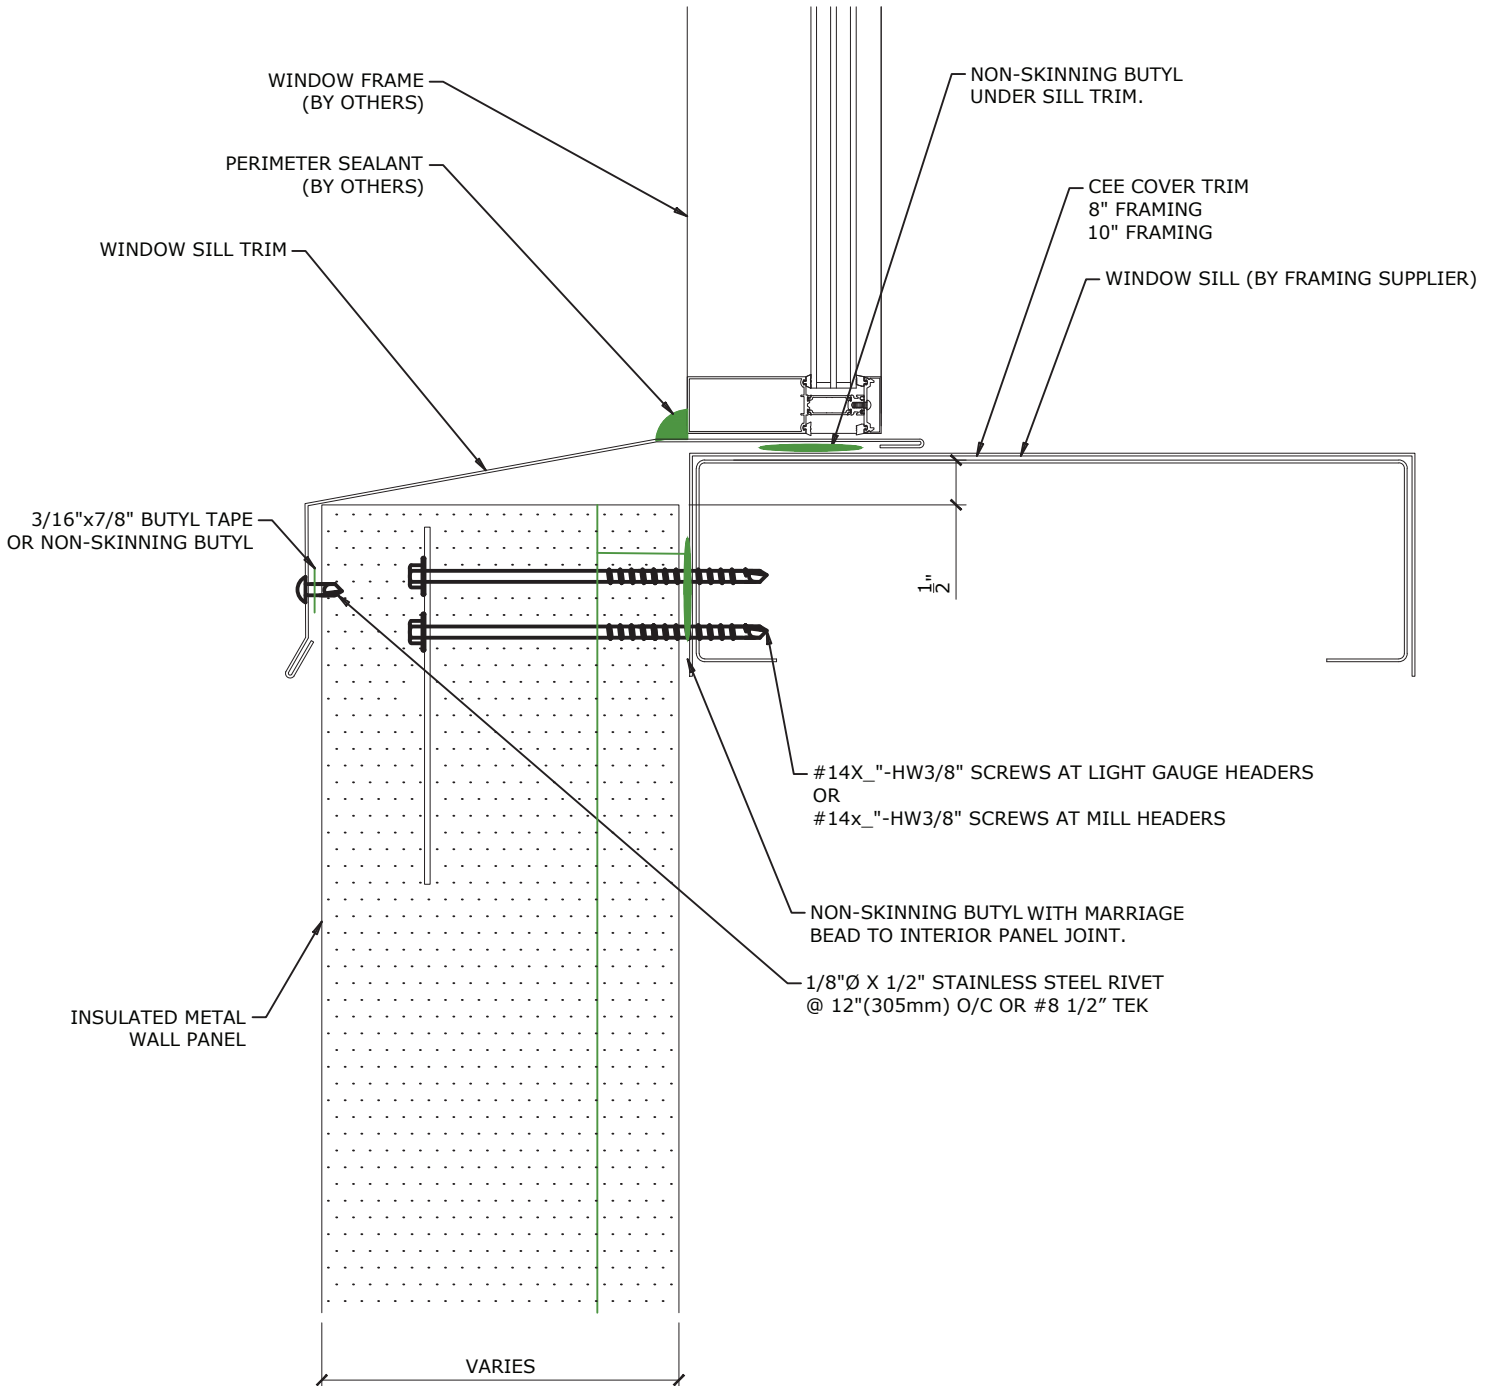 WINDOW FRAME
(BY OTHERS)
NON-SKINNING BUTYL
UNDER SILL TRIM.
PERIMETER SEALANT
(BY OTHERS)
CEE COVER TRIM
8" FRAMING
10" FRAMING
WINDOW SILL TRIM
WINDOW SILL (BY FRAMING SUPPLIER)
3/16"x7/8" BUTYL TAPE
OR NON-SKINNING BUTYL
1/2"
#14X_"-HW3/8" SCREWS AT LIGHT GAUGE HEADERS
OR
#14x_"-HW3/8" SCREWS AT MILL HEADERS
NON-SKINNING BUTYL WITH MARRIAGE
BEAD TO INTERIOR PANEL JOINT.
1/8"Ø X 1/2" STAINLESS STEEL RIVET
@ 12"(305mm) O/C OR #8 1/2” TEK
INSULATED METAL
WALL PANEL
VARIES